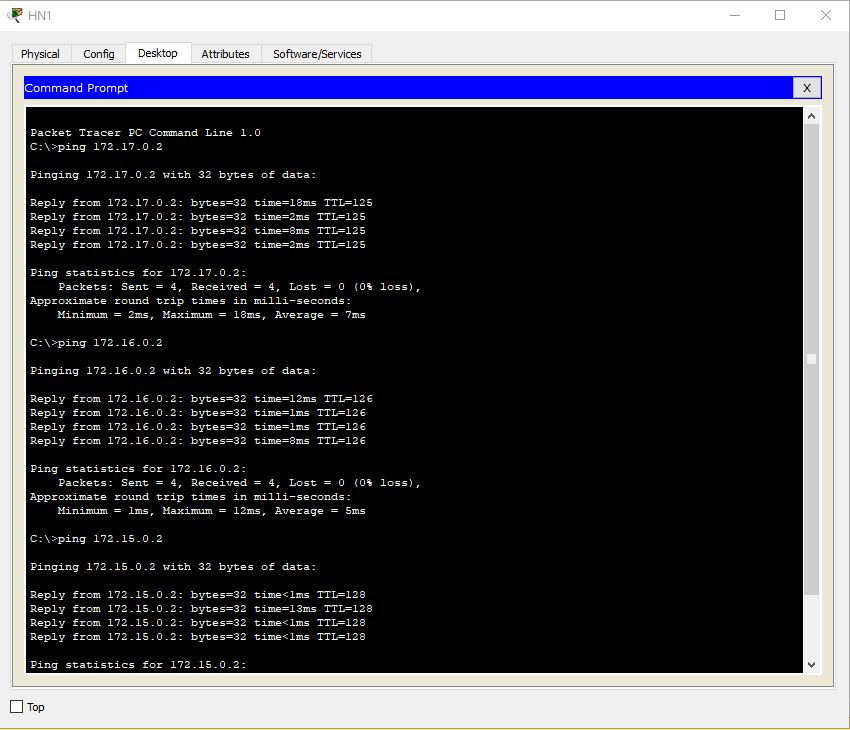 HN1
Physical Config Desktop Attributes Software/Services
Command Prompt X
Packet Tracer PC Command Line 1.0
C:\>ping 172.17.0.2
Pinging 172.17.0.2 with 32 bytes of data:
Reply from 172.17.0.2: bytes=32 time=18ms TTL=125
Reply from 172.17.0.2: bytes=32 time=2ms TTL=125
Reply from 172.17.0.2: bytes=32 time=8ms TTL=125
Reply from 172.17.0.2: bytes=32 time=2ms TTL=125
Ping statistics for 172.17.0.2:
Packets: Sent = 4, Received = 4, Lost = 0 (0% loss),
Approximate round trip times in milli-seconds:
Minimum = 2ms, Maximum = 18ms, Average = 7ms
C:\>ping 172.16.0.2
Pinging 172.16.0.2 with 32 bytes of data:
Reply from 172.16.0.2: bytes=32 time=12ms TTL=126
Reply from 172.16.0.2: bytes=32 time=1ms TTL=126
Reply from 172.16.0.2: bytes=32 time=1ms TTL=126
Reply from 172.16.0.2: bytes=32 time=8ms TTL=126
Ping statistics for 172.16.0.2:
Packets: Sent = 4, Received = 4, Lost = 0 (0% loss),
Approximate round trip times in milli-seconds:
Minimum = 1ms, Maximum = 12ms, Average = 5ms
C:\>ping 172.15.0.2
Pinging 172.15.0.2 with 32 bytes of data:
Reply from 172.15.0.2: bytes=32 time<1ms TTL=128
Reply from 172.15.0.2: bytes=32 time=13ms TTL=128
Reply from 172.15.0.2: bytes=32 time<1ms TTL=128
Reply from 172.15.0.2: bytes=32 time<1ms TTL=128
Ping statistics for 172.15.0.2:
Top